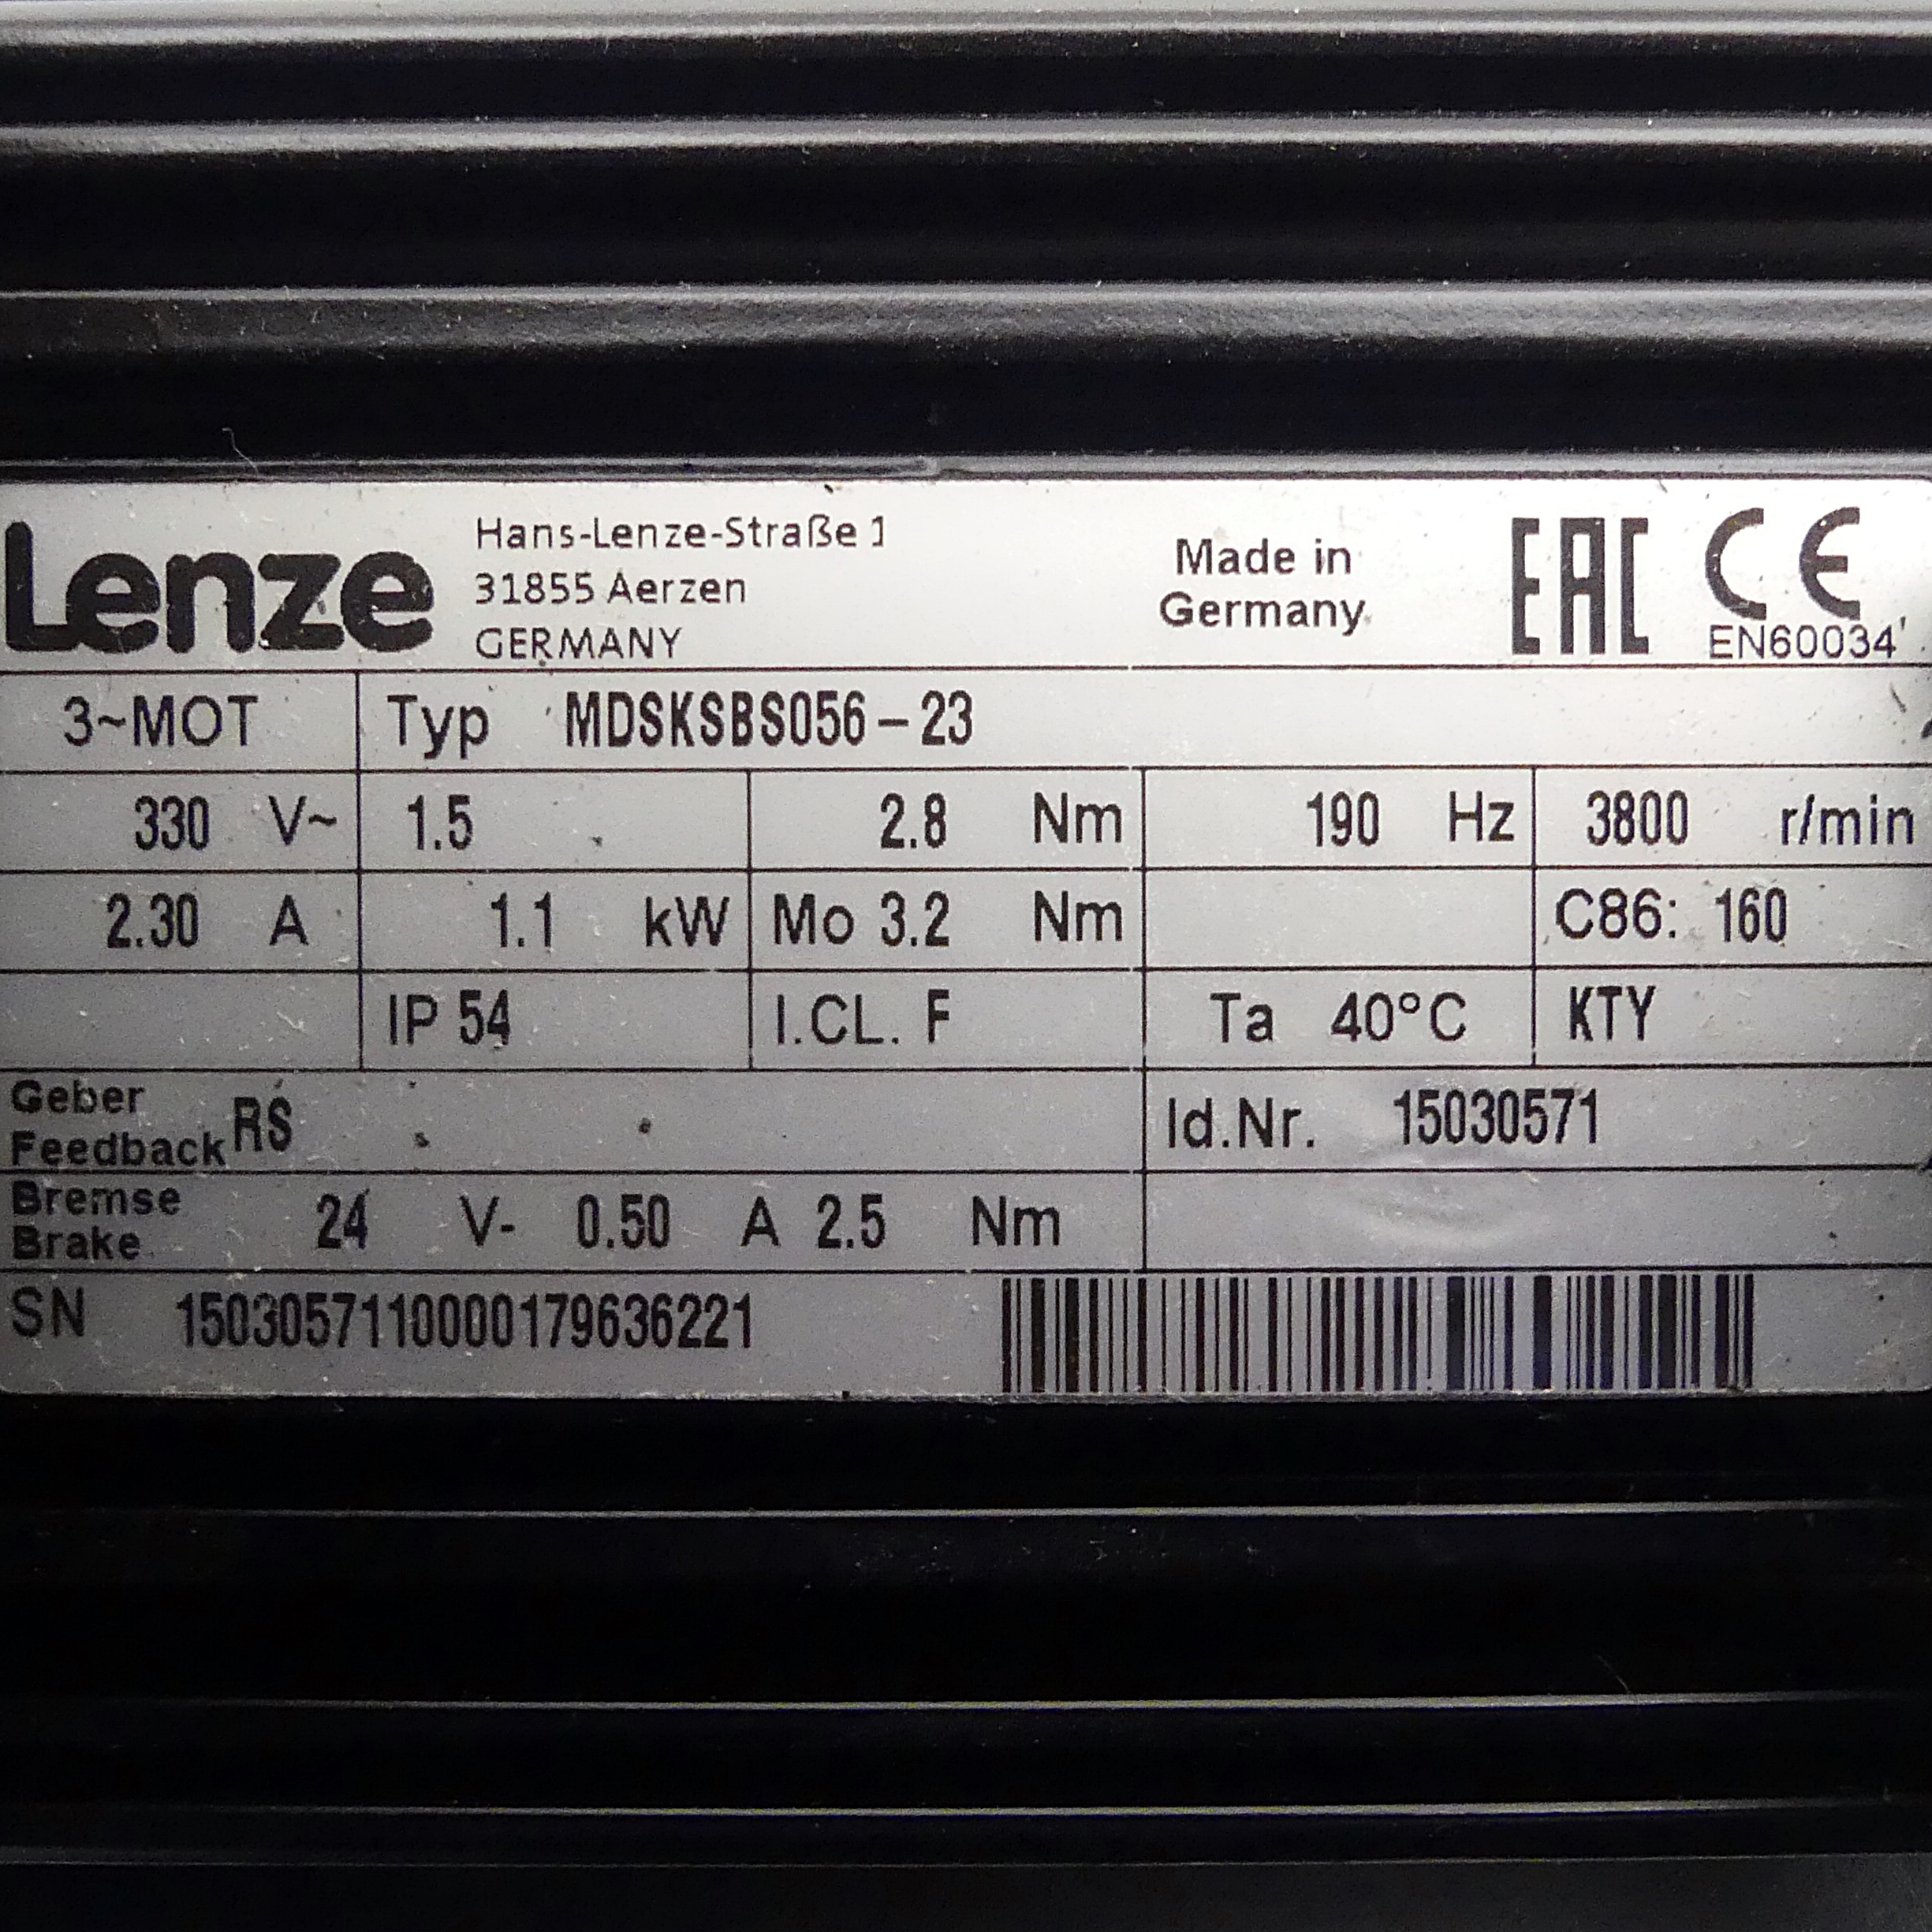 Lenze
Hans-Lenze-Straße 1
31855 Aerzen
GERMANY
Made in
Germany
EAC CE
EN60034
3~MOT Typ MDSKSBS056-23
330 V~ 1.5 2.8 Nm 190 Hz 3800 r/min
2.30 A 1.1 kW Mo 3.2 Nm C86: 160
IP 54 I.CL. F Ta 40°C KTY
Geber
Feedback RS Id.Nr. 15030571
Bremse
Brake 24 V- 0.50 A 2.5 Nm
SN 1503057110000179636221